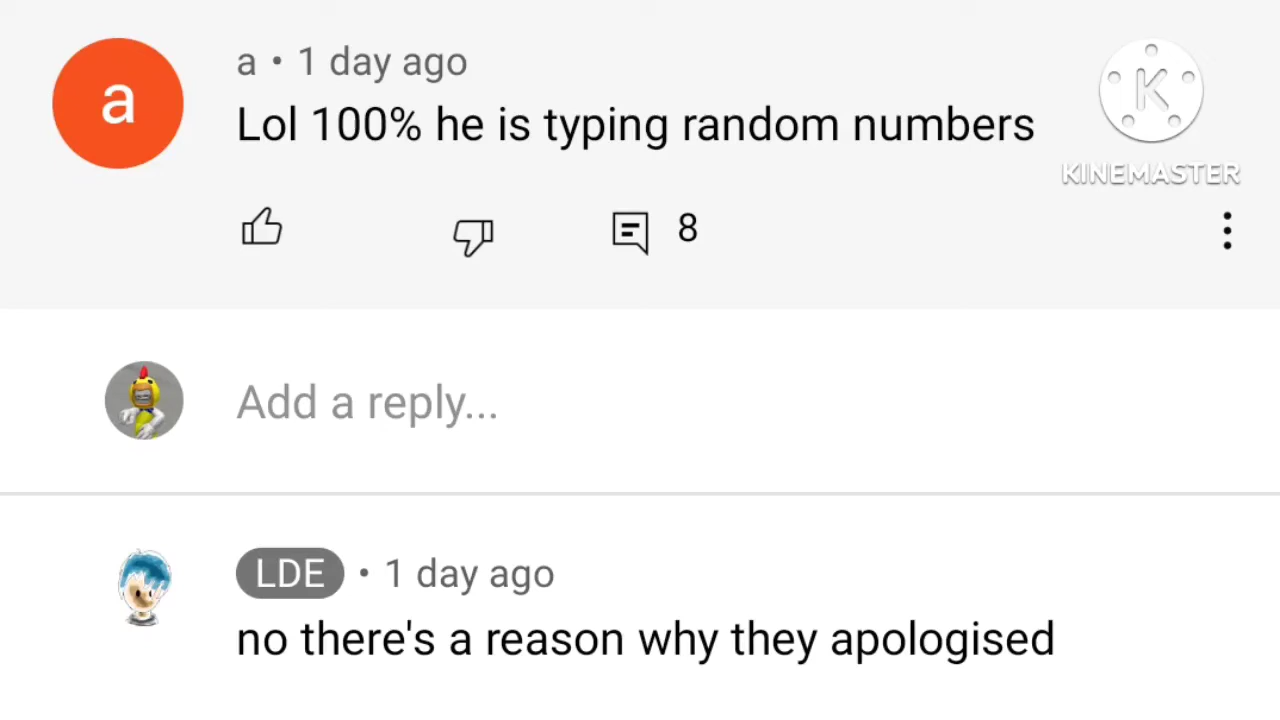 a
a • 1 day ago
Lol 100% he is typing random numbers
K
KINEMASTER
8
Add a reply...
LDE • 1 day ago
no there's a reason why they apologised